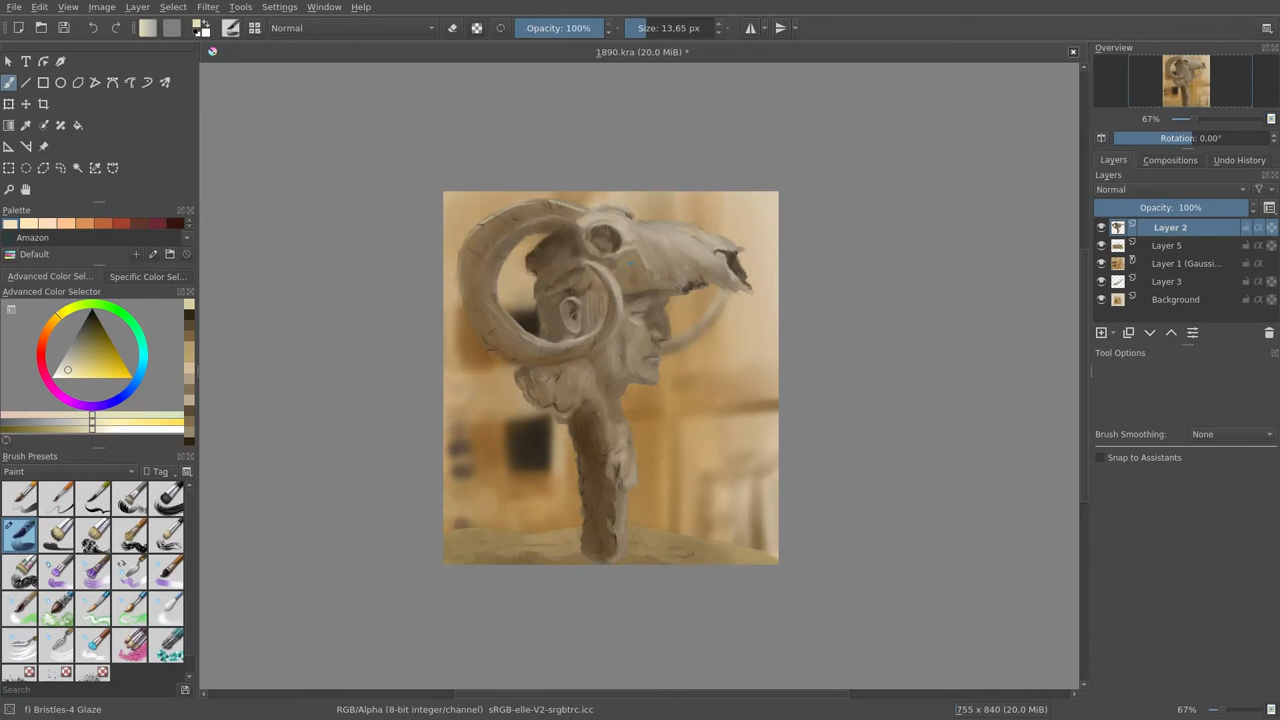 File Edit View Image Layer Select Filter Tools Settings Window Help
Normal Opacity: 100% Size: 13,65 px
1890.kra (20,0 MiB) *
Overview
67%
Rotation: 0,00°
Layers Compositions Undo History
Layers
Normal
Opacity: 100%
Layer 2
Layer 5
Layer 1 (Gaussi...
Layer 3
Background
Tool Options
Brush Smoothing: None
Snap to Assistants
Palette
Amazon
Default
Advanced Color Sel... Specific Color Sel...
Advanced Color Selector
Brush Presets
Paint Tag
Search
f) Bristles-4 Glaze RGB/Alpha (8-bit integer/channel) sRGB-elle-V2-srgbtrc.icc 755 x 840 (20,0 MiB) 67%